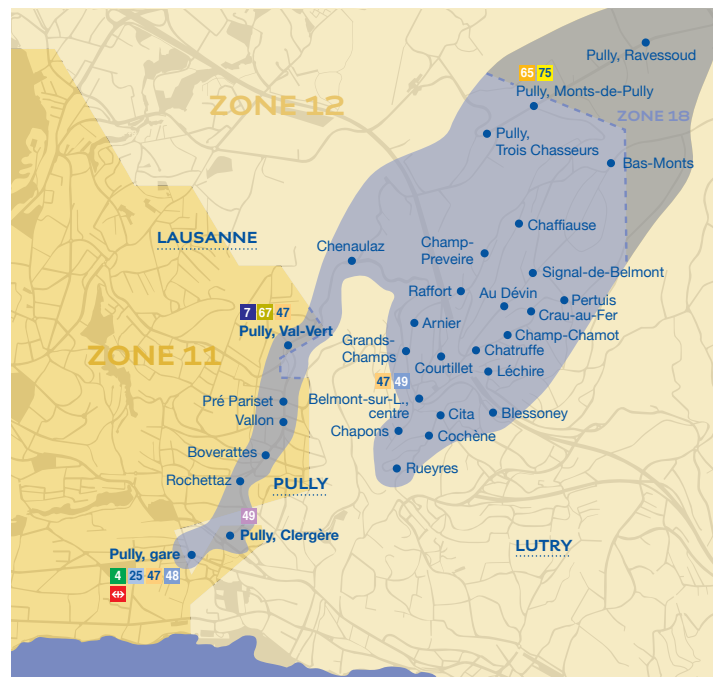 Pully, Ravessoud
65 75
Pully, Monts-de-Pully
ZONE 12
ZONE 18
Pully,
Trois Chasseurs
Bas-Monts
Chaffiause
LAUSANNE
Chenaulaz
Champ-
Preveire
Signal-de-Belmont
Raffort
Au Dévin
Pertuis
Crau-au-Fer
7 67 47
Pully, Val-Vert
Arnier
Champ-Chamot
Grands-
Champs
Chatruffe
ZONE 11
Courtillet
Léchire
47 49
Belmont-sur-L.,
centre
Pré Pariset
Vallon
Cita
Blessoney
Chapons
Cochène
Boverattes
Rueyres
Rochettaz
PULLY
49
Pully, Clergère
LUTRY
Pully, gare
4 25 47 48